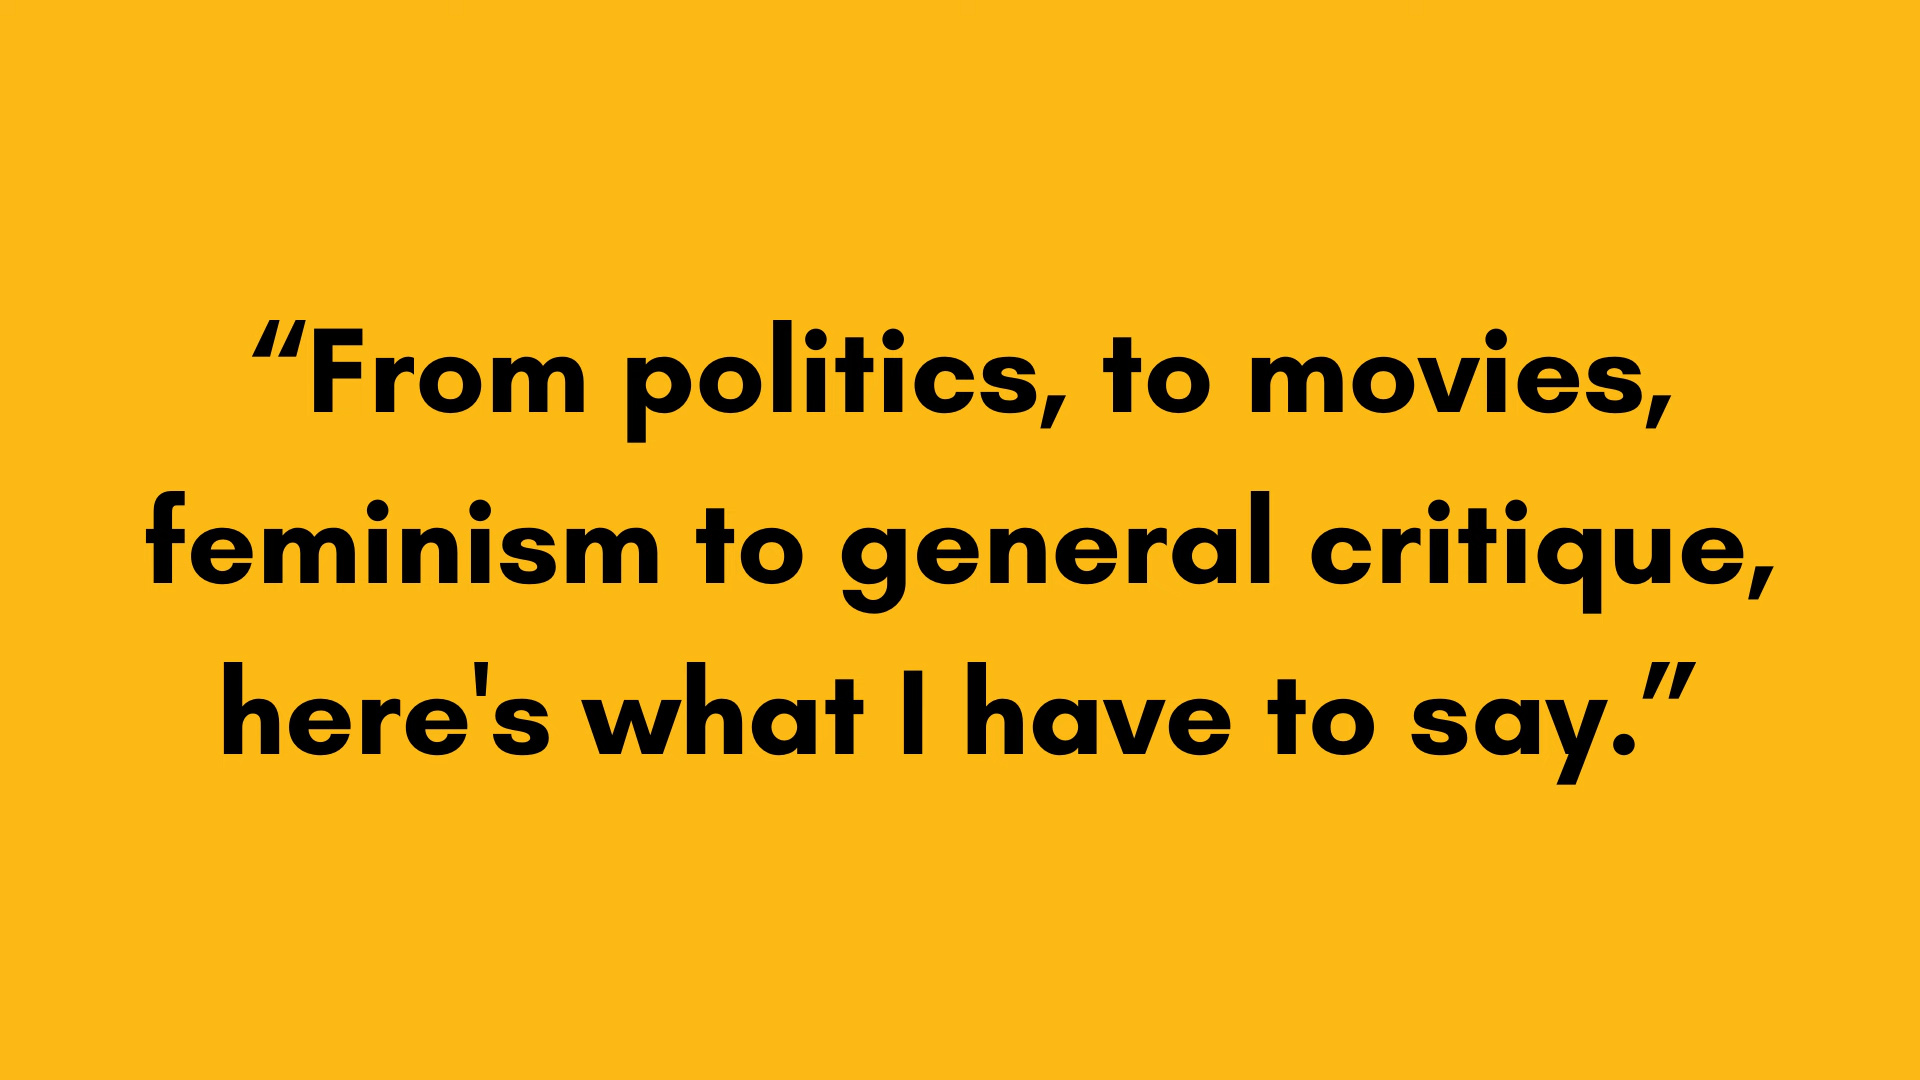 “From politics, to movies,
feminism to general critique,
here's what I have to say.”